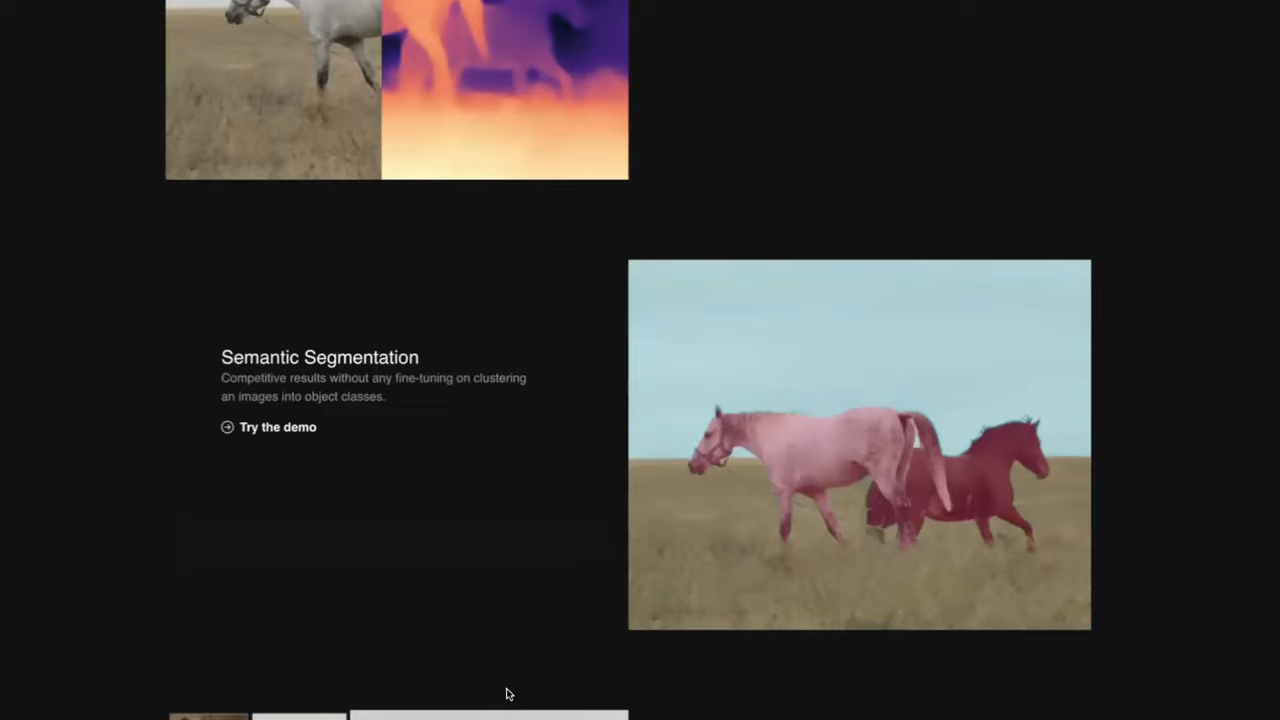 Semantic Segmentation
Competitive results without any fine-tuning on clustering
an images into object classes.
Try the demo